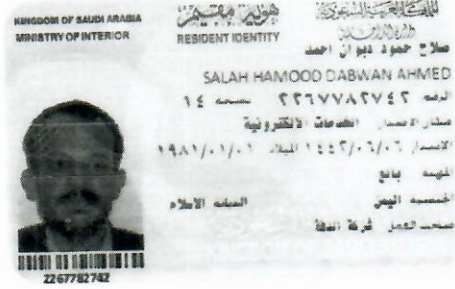 KINGDOM OF SAUDI ARABIA
MINISTRY OF INTERIOR
هوية مقيم
RESIDENT IDENTITY
المملكة العربية السعودية
وزارة الداخلية
صلاح حمود دبوان احمد
SALAH HAMOOD DABWAN AHMED
الرقم ٢٢٦٧٧٨٢٧٤٢ نسخة ١٤
مكان الاصدار الخدمات الالكترونية
الاصدار ١٤٤٢/٠٦/٠٦ الميلاد ١٩٨١/٠١/٠١
المهنة بائع
الجنسية اليمن الديانة الاسلام
صاحب العمل شركة
2267782742